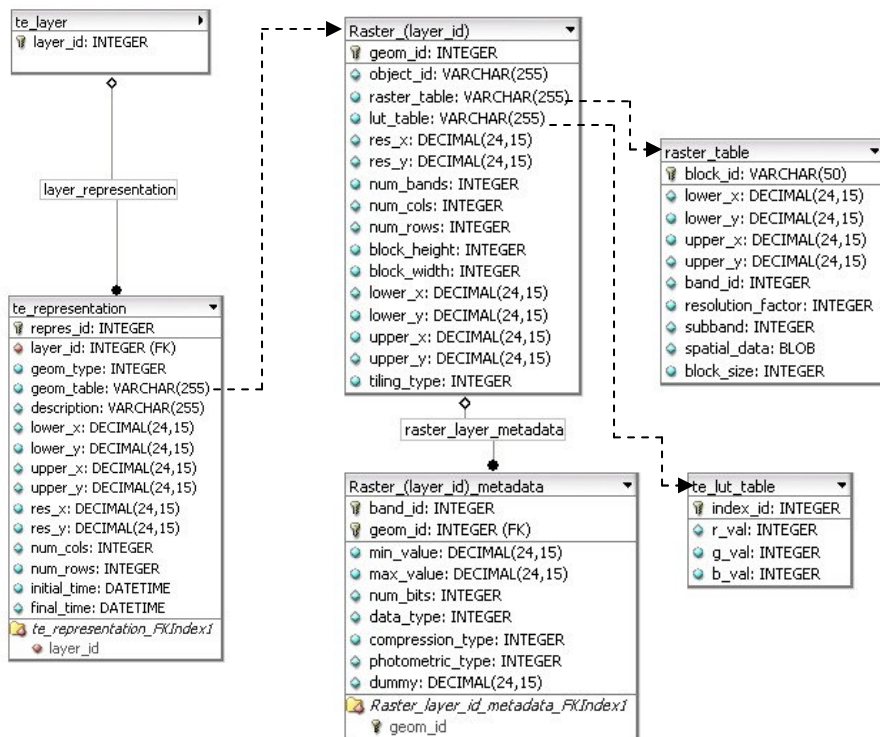 te_layer
layer_id: INTEGER
layer_representation
te_representation
repres_id: INTEGER
layer_id: INTEGER (FK)
geom_type: INTEGER
geom_table: VARCHAR(255)
description: VARCHAR(255)
lower_x: DECIMAL(24,15)
lower_y: DECIMAL(24,15)
upper_x: DECIMAL(24,15)
upper_y: DECIMAL(24,15)
res_x: DECIMAL(24,15)
res_y: DECIMAL(24,15)
num_cols: INTEGER
num_rows: INTEGER
initial_time: DATETIME
final_time: DATETIME
te_representation_FKIndex1
layer_id
Raster_(layer_id)
geom_id: INTEGER
object_id: VARCHAR(255)
raster_table: VARCHAR(255)
lut_table: VARCHAR(255)
res_x: DECIMAL(24,15)
res_y: DECIMAL(24,15)
num_bands: INTEGER
num_cols: INTEGER
num_rows: INTEGER
block_height: INTEGER
block_width: INTEGER
lower_x: DECIMAL(24,15)
lower_y: DECIMAL(24,15)
upper_x: DECIMAL(24,15)
upper_y: DECIMAL(24,15)
tiling_type: INTEGER
raster_layer_metadata
Raster_(layer_id)_metadata
band_id: INTEGER
geom_id: INTEGER (FK)
min_value: DECIMAL(24,15)
max_value: DECIMAL(24,15)
num_bits: INTEGER
data_type: INTEGER
compression_type: INTEGER
photometric_type: INTEGER
dummy: DECIMAL(24,15)
Raster_layer_id_metadata_FKIndex1
geom_id
raster_table
block_id: VARCHAR(50)
lower_x: DECIMAL(24,15)
lower_y: DECIMAL(24,15)
upper_x: DECIMAL(24,15)
upper_y: DECIMAL(24,15)
band_id: INTEGER
resolution_factor: INTEGER
subband: INTEGER
spatial_data: BLOB
block_size: INTEGER
te_lut_table
index_id: INTEGER
r_val: INTEGER
g_val: INTEGER
b_val: INTEGER